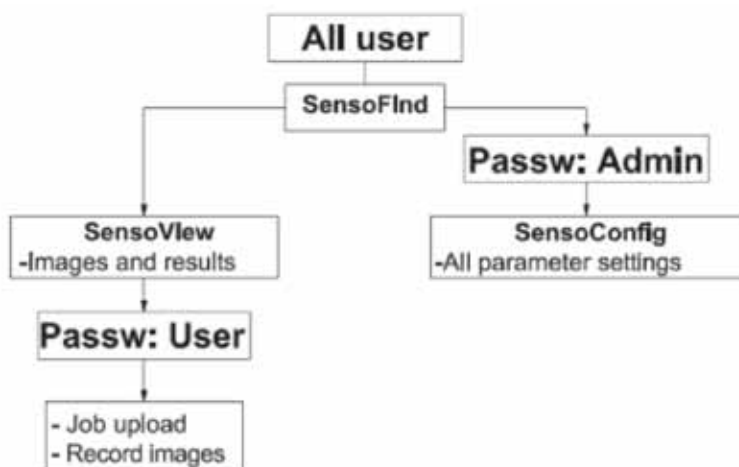 All user
SensoFInd
Passw: Admin
SensoVIew
-Images and results
SensoConfig
-All parameter settings
Passw: User
- Job upload
- Record images